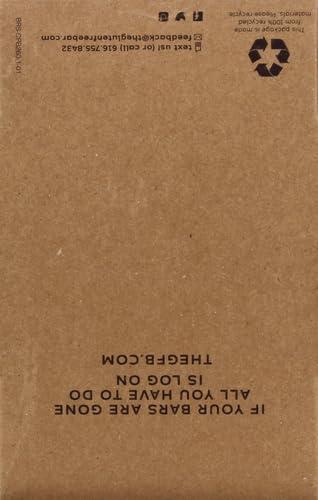 IF YOUR BARS ARE GONE
ALL YOU HAVE TO DO
IS LOG ON
THEGFB.COM
This package is made
from 100% recycled
materials. Please recycle
text us! (or call) 616.755.8432
feedback@theglutenfreebar.com